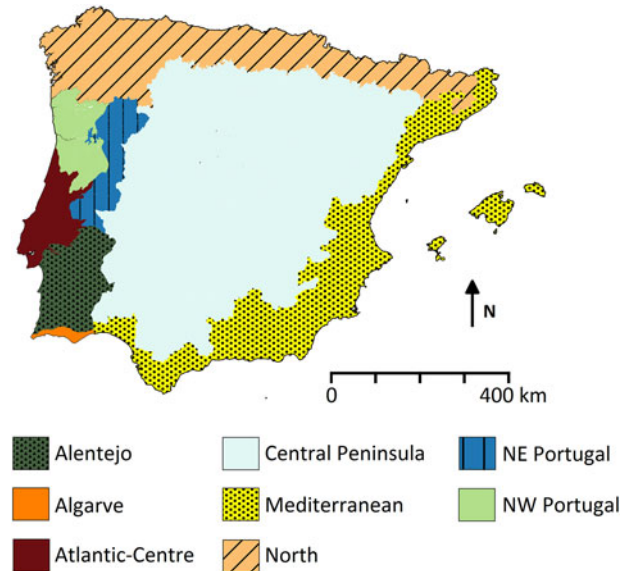 N
0 400 km
Alentejo Central Peninsula NE Portugal
Algarve Mediterranean NW Portugal
Atlantic-Centre North